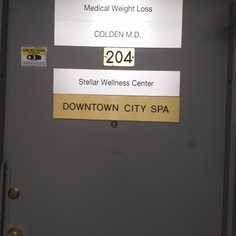 Medical Weight Loss
COLDEN M.D.
204
Stellar Wellness Center
DOWNTOWN CITY SPA